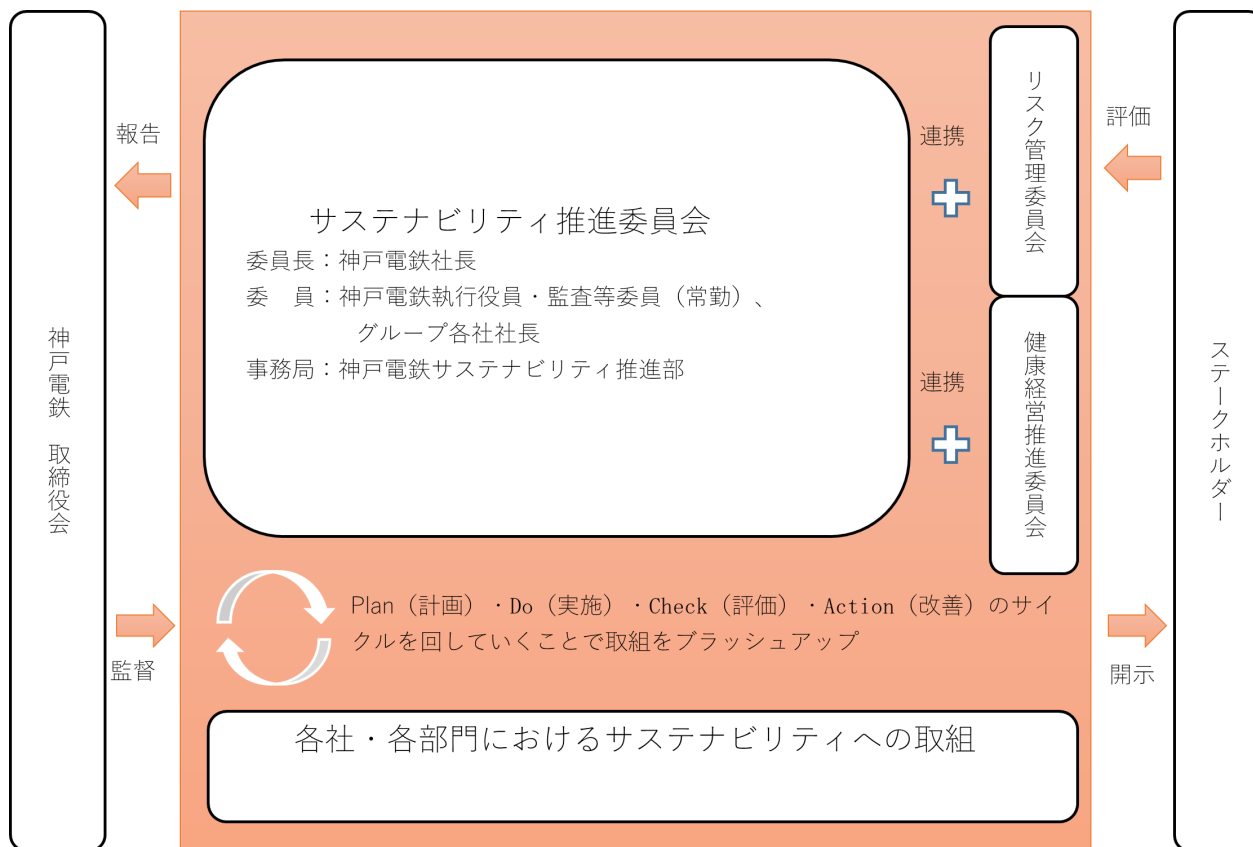 神戸電鉄　取締役会
報告
監督
サステナビリティ推進委員会
委員長：神戸電鉄社長
委　員：神戸電鉄執行役員・監査等委員（常勤）、
グループ各社社長
事務局：神戸電鉄サステナビリティ推進部
連携
連携
リスク管理委員会
健康経営推進委員会
Plan（計画）・Do（実施）・Check（評価）・Action（改善）のサイ
クルを回していくことで取組をブラッシュアップ
各社・各部門におけるサステナビリティへの取組
評価
開示
ステークホルダー